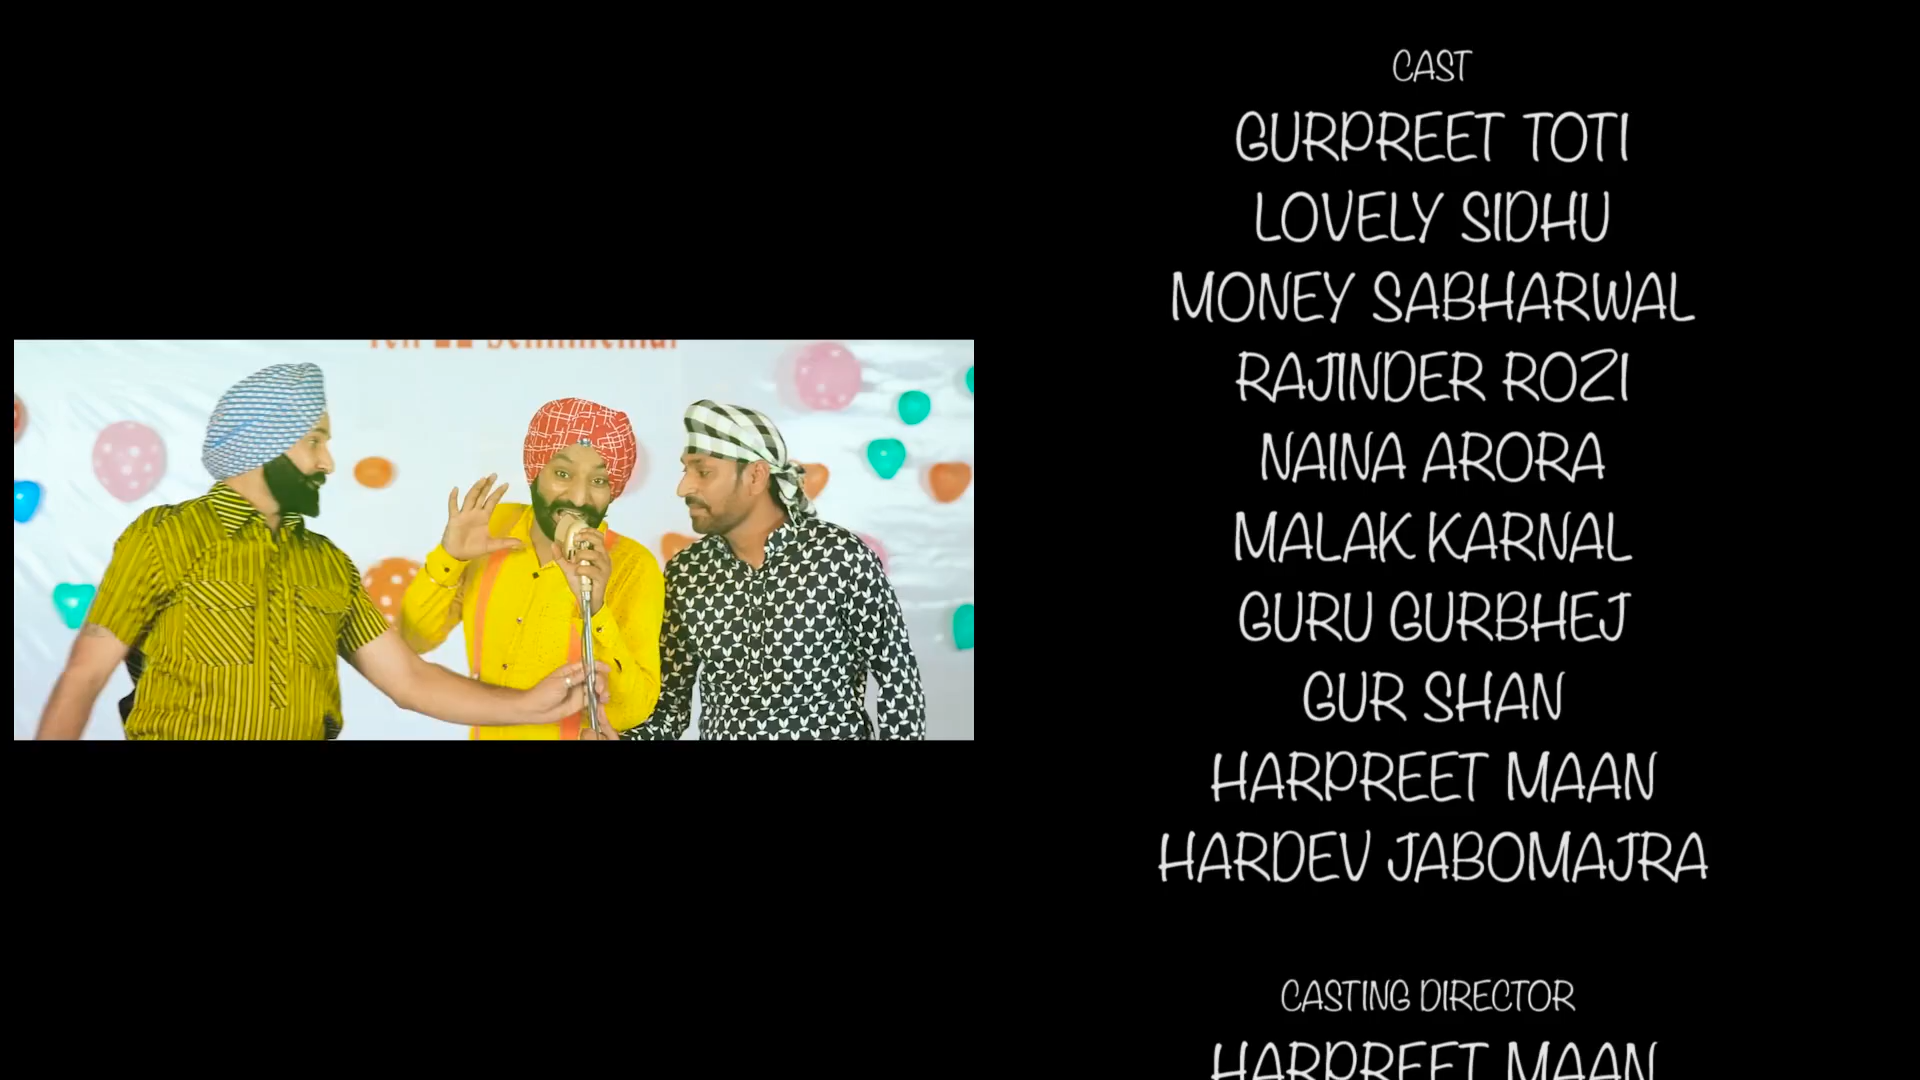 CAST
GURPREET TOTI
LOVELY SIDHU
MONEY SABHARWAL
RAJINDER ROZI
NAINA ARORA
MALAK KARNAL
GURU GURBHEJ
GUR SHAN
HARPREET MAAN
HARDEV JABOMAJRA
CASTING DIRECTOR
HARPREET MAAN